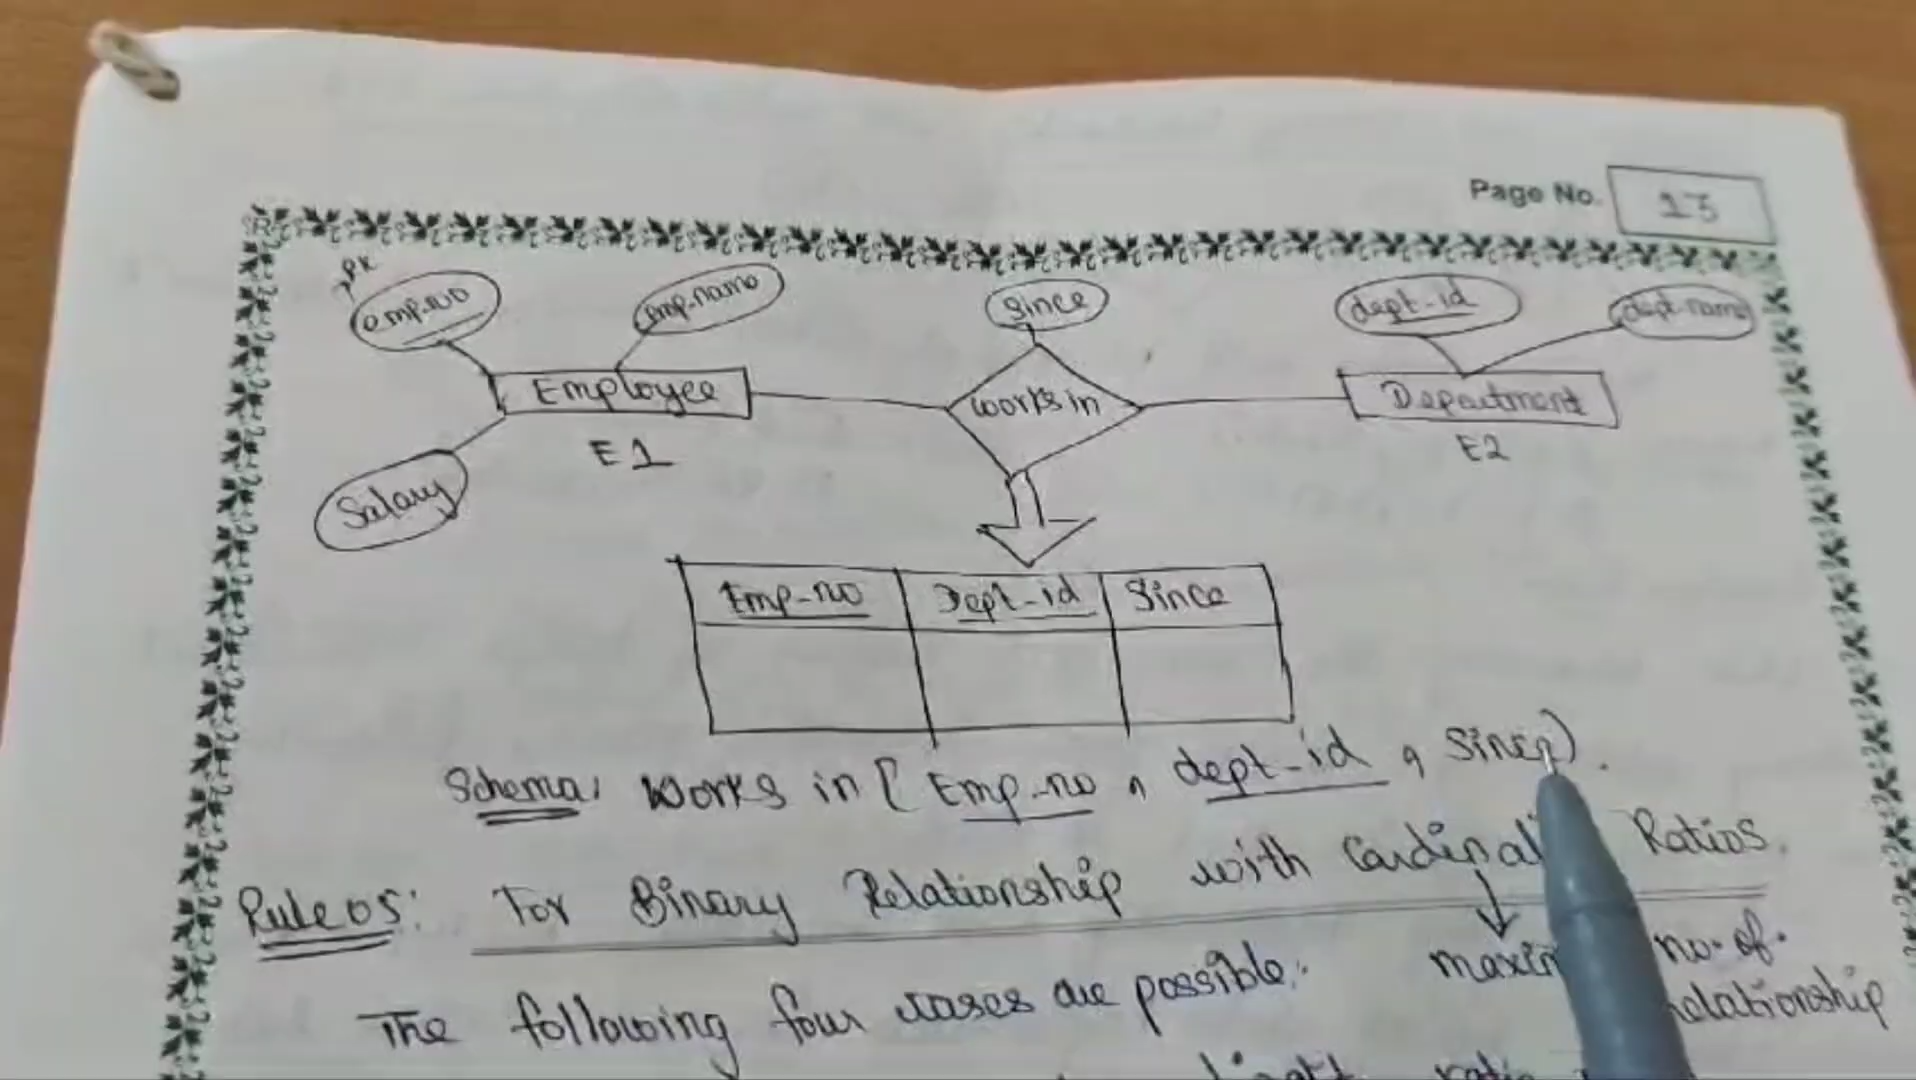 Page No. 13
PK
emp-no emp-name Since dept-id dept-name
Employee works in Department
E1 E2
Salary
Emp-no Dept-id Since
Schema: Works in [Emp-no, dept-id, Since).
Rule 05: For Binary Relationship with Ratios.
The following four cases are possible: no. of.
relationship